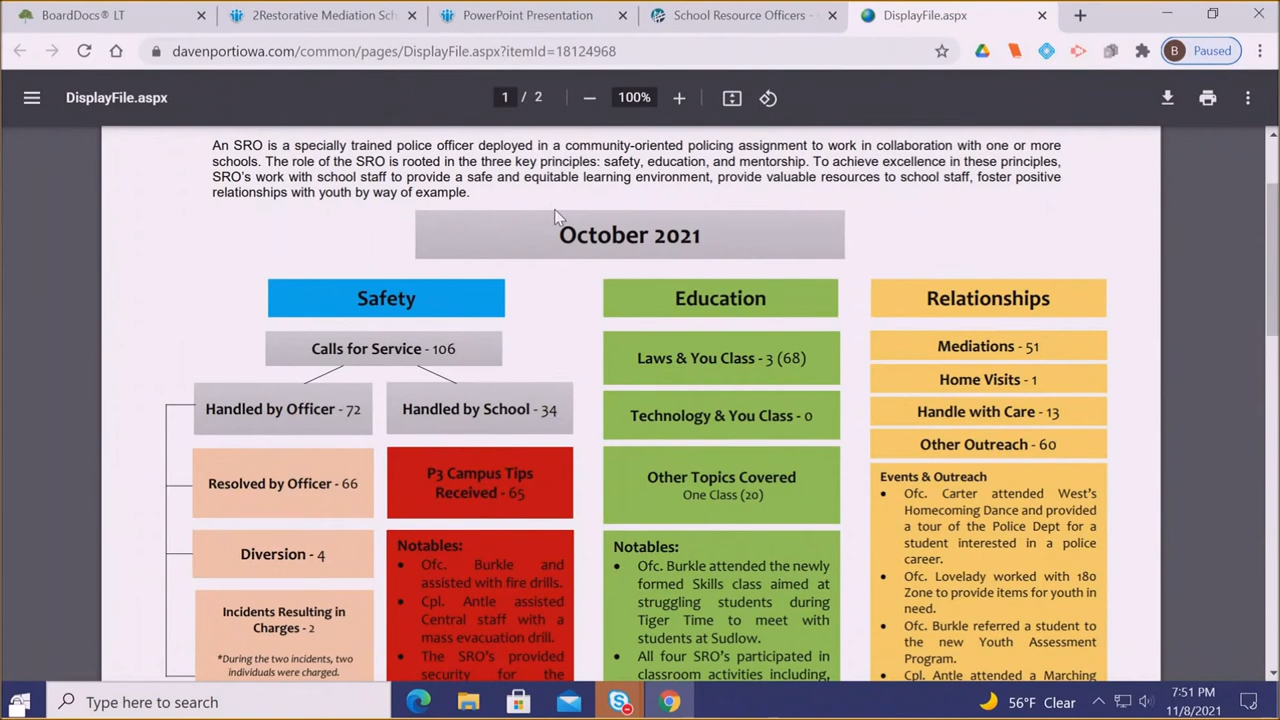 BoardDocs® LT
2Restorative Mediation Sch
PowerPoint Presentation
School Resource Officers -
DisplayFile.aspx
davenportiowa.com/common/pages/DisplayFile.aspx?itemId=18124968
B Paused
DisplayFile.aspx
1 / 2
100%
An SRO is a specially trained police officer deployed in a community-oriented policing assignment to work in collaboration with one or more
schools. The role of the SRO is rooted in the three key principles: safety, education, and mentorship. To achieve excellence in these principles,
SRO's work with school staff to provide a safe and equitable learning environment, provide valuable resources to school staff, foster positive
relationships with youth by way of example.
October 2021
Safety
Calls for Service - 106
Handled by Officer - 72
Handled by School - 34
Resolved by Officer - 66
Diversion - 4
Incidents Resulting in
Charges - 2
*During the two incidents, two
individuals were charged.
P3 Campus Tips
Received - 65
Notables:
• Ofc. Burkle and
assisted with fire drills.
• Cpl. Antle assisted
Central staff with a
mass evacuation drill.
• The SRO's provided
security for the
Education
Laws & You Class - 3 (68)
Technology & You Class - 0
Other Topics Covered
One Class (20)
Notables:
• Ofc. Burkle attended the newly
formed Skills class aimed at
struggling students during
Tiger Time to meet with
students at Sudlow.
• All four SRO's participated in
classroom activities including,
Relationships
Mediations - 51
Home Visits - 1
Handle with Care - 13
Other Outreach - 60
Events & Outreach
• Ofc. Carter attended West's
Homecoming Dance and provided
a tour of the Police Dept for a
student interested in a police
career.
• Ofc. Lovelady worked with 180
Zone to provide items for youth in
need.
• Ofc. Burkle referred a student to
the new Youth Assessment
Program.
• Cpl. Antle attended a Marching
Type here to search
56°F Clear
7:51 PM
11/8/2021